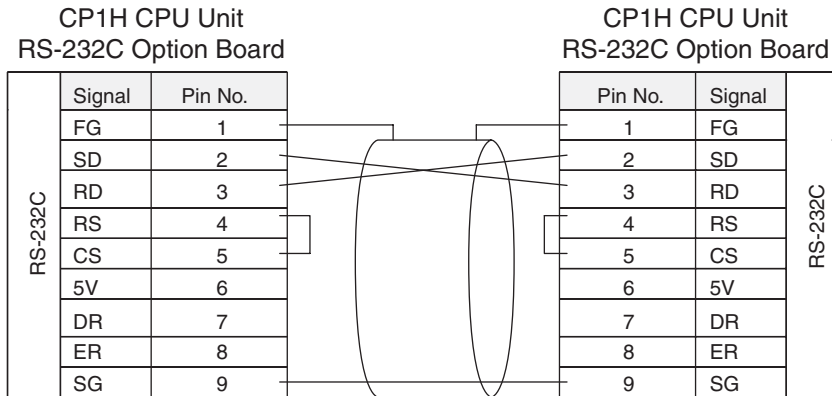 CP1H CPU Unit
RS-232C Option Board
RS-232C
Signal Pin No.
FG 1
SD 2
RD 3
RS 4
CS 5
5V 6
DR 7
ER 8
SG 9
CP1H CPU Unit
RS-232C Option Board
Pin No. Signal
1 FG
2 SD
3 RD
4 RS
5 CS
6 5V
7 DR
8 ER
9 SG
RS-232C